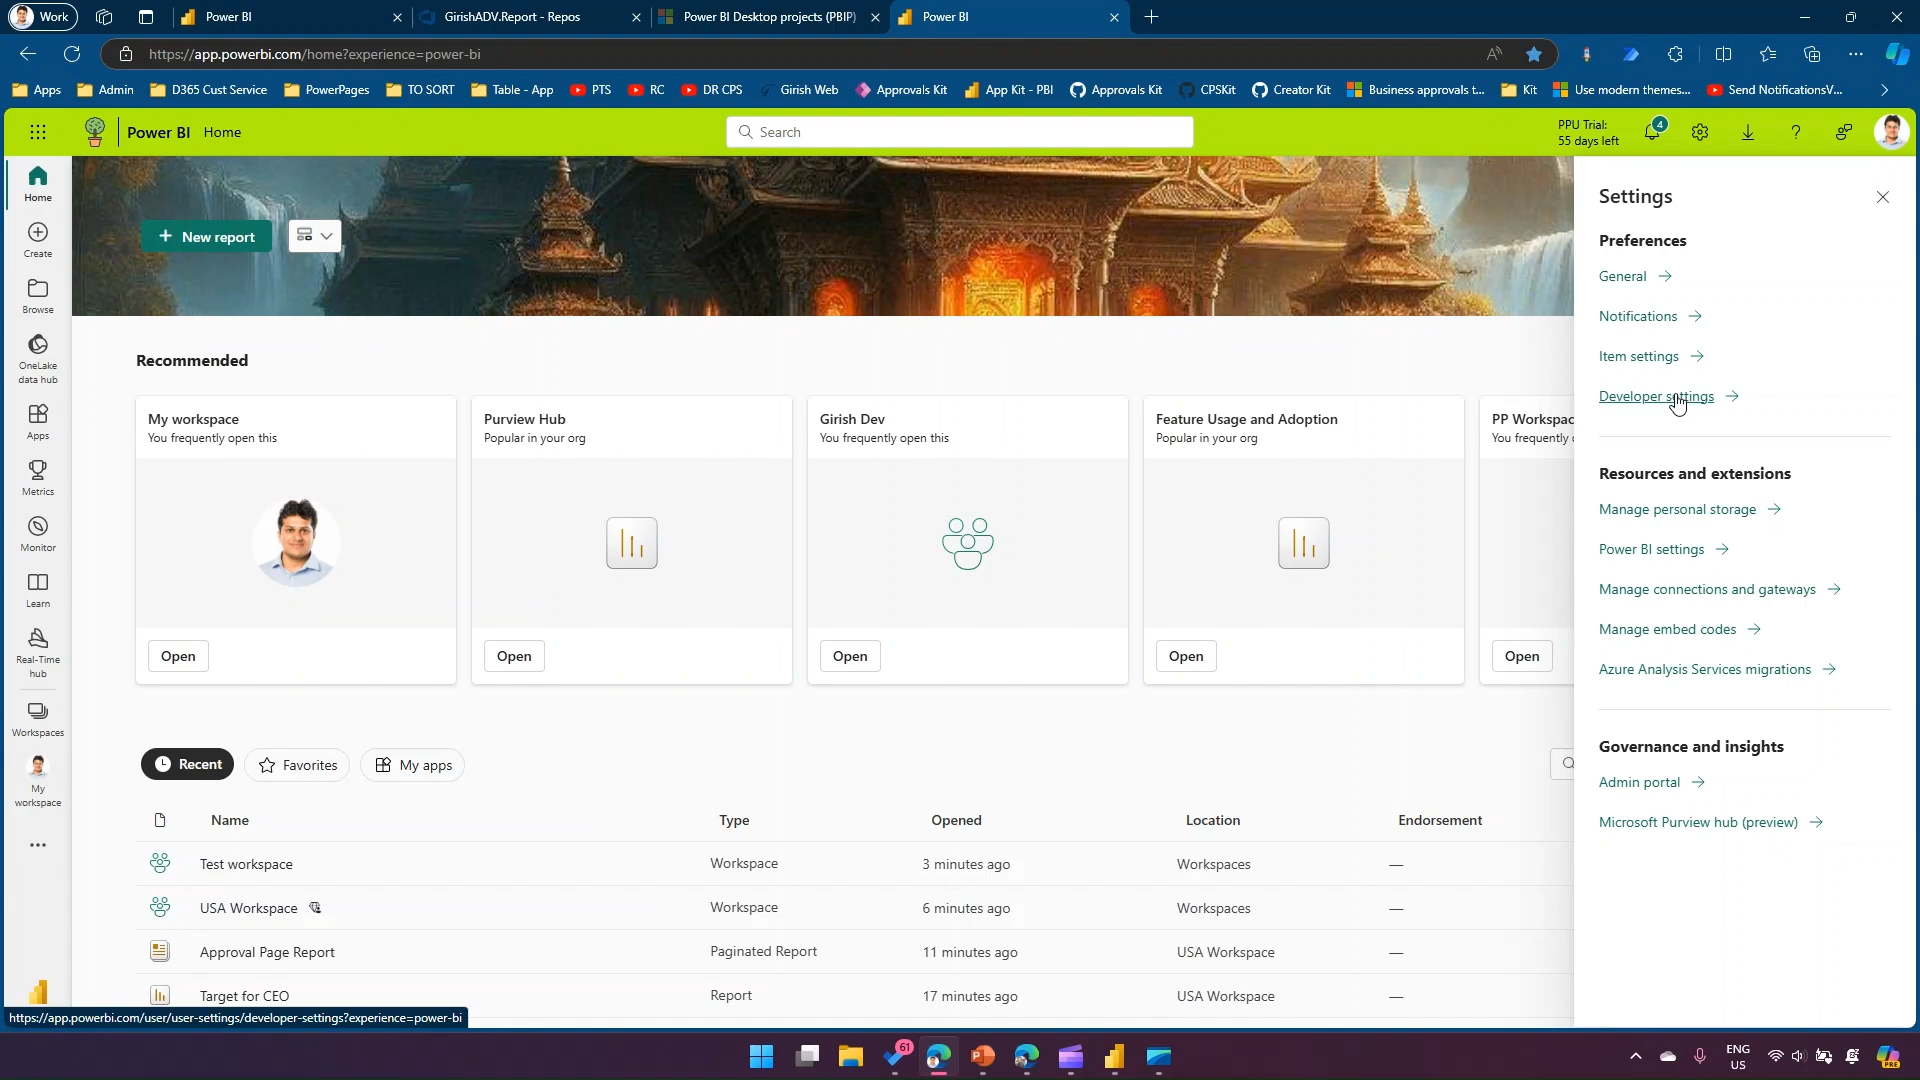 Work
Power BI
GirishADV.Report - Repos
Power BI Desktop projects (PBIP)
Power BI
https://app.powerbi.com/home?experience=power-bi
Apps
Admin
D365 Cust Service
PowerPages
TO SORT
Table - App
PTS
RC
DR CPS
Girish Web
Approvals Kit
App Kit - PBI
Approvals Kit
CPSKit
Creator Kit
Business approvals t...
Kit
Use modern themes...
Send NotificationsV...
Power BI
Home
Search
PPU Trial:
55 days left
4
Home
Create
Browse
OneLake
data hub
Apps
Metrics
Monitor
Learn
Real-Time
hub
Workspaces
My
workspace
New report
Recommended
My workspace
You frequently open this
Open
Purview Hub
Popular in your org
Open
Girish Dev
You frequently open this
Open
Feature Usage and Adoption
Popular in your org
Open
PP Workspac
You frequently
Open
Recent
Favorites
My apps
Name Type Opened Location Endorsement
Test workspace Workspace 3 minutes ago Workspaces —
USA Workspace Workspace 6 minutes ago Workspaces —
Approval Page Report Paginated Report 11 minutes ago USA Workspace —
Target for CEO Report 17 minutes ago USA Workspace —
Settings
Preferences
General
Notifications
Item settings
Developer settings
Resources and extensions
Manage personal storage
Power BI settings
Manage connections and gateways
Manage embed codes
Azure Analysis Services migrations
Governance and insights
Admin portal
Microsoft Purview hub (preview)
https://app.powerbi.com/user/user-settings/developer-settings?experience=power-bi
61
ENG
US
PRE